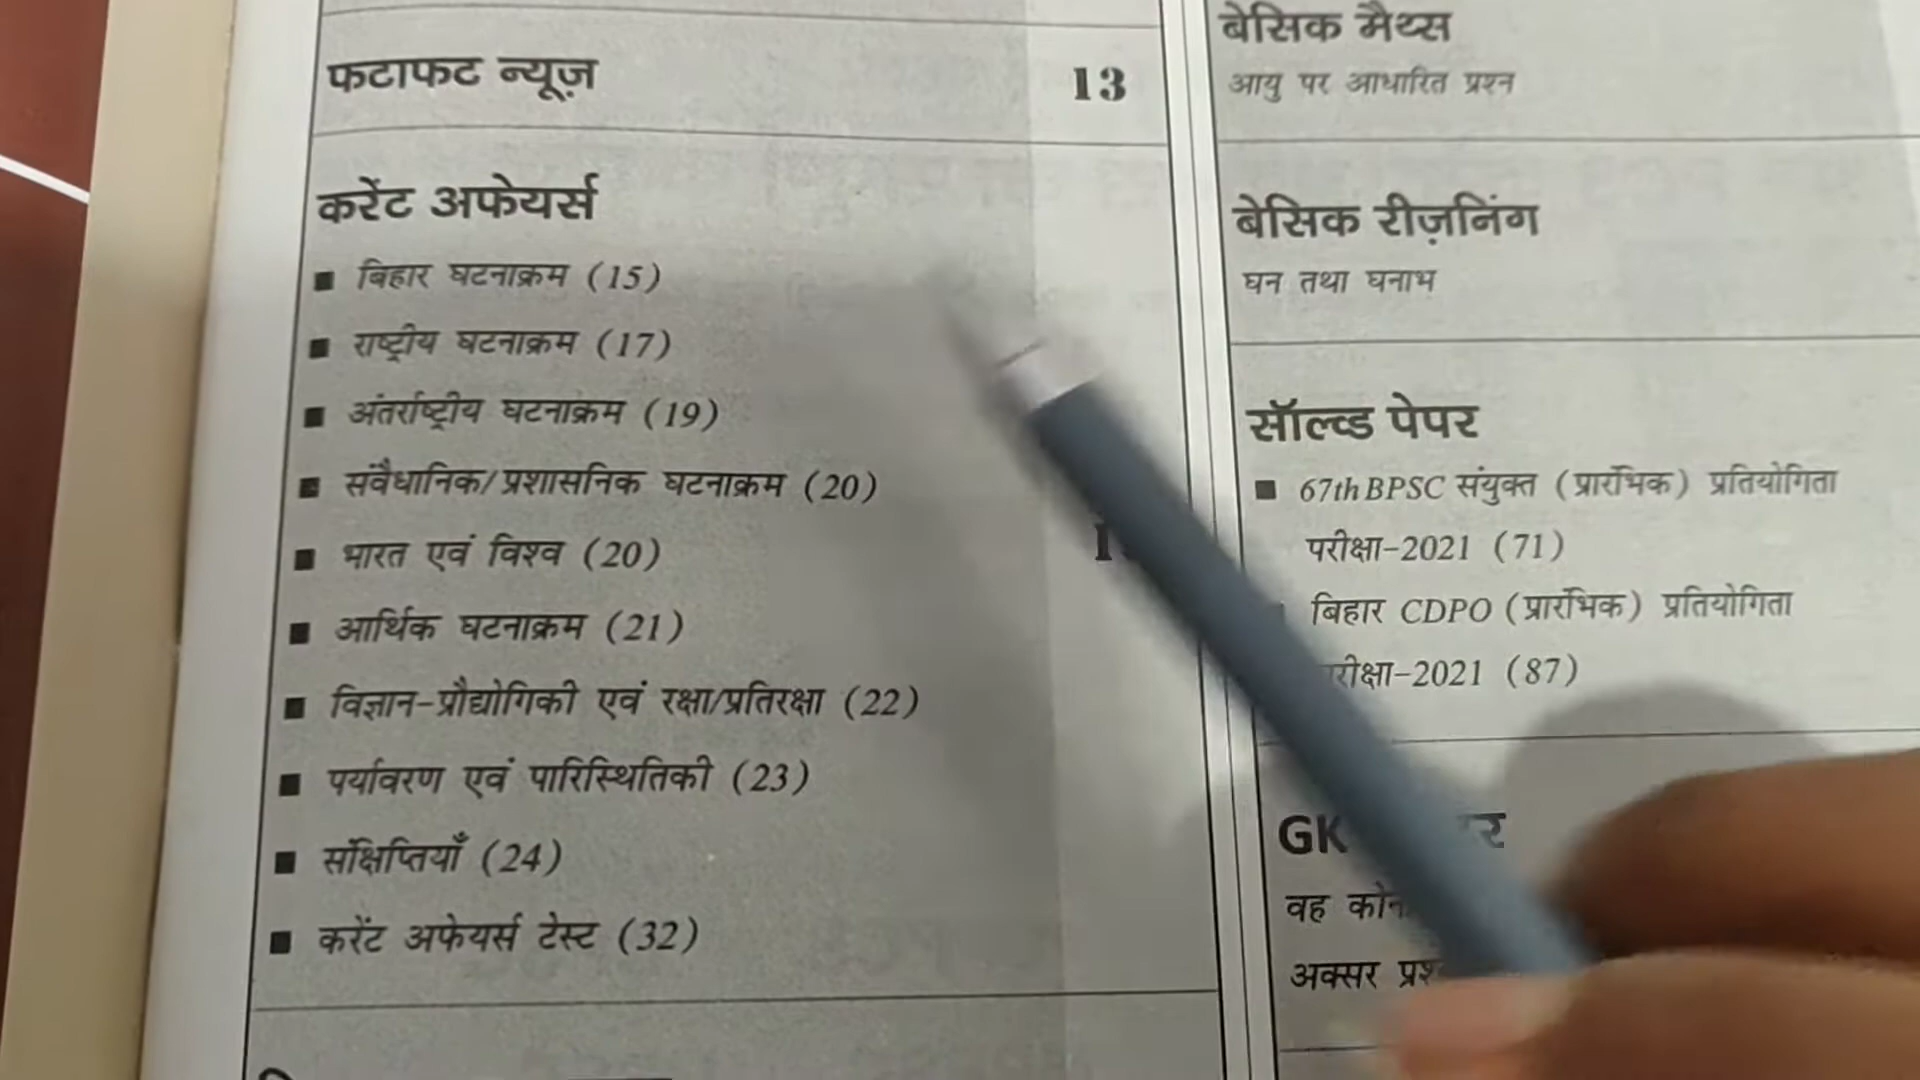 फटाफट न्यूज़ 13
करेंट अफेयर्स
■ बिहार घटनाक्रम (15)
■ राष्ट्रीय घटनाक्रम (17)
■ अंतर्राष्ट्रीय घटनाक्रम (19)
■ संवैधानिक/प्रशासनिक घटनाक्रम (20)
■ भारत एवं विश्व (20)
■ आर्थिक घटनाक्रम (21)
■ विज्ञान-प्रौद्योगिकी एवं रक्षा/प्रतिरक्षा (22)
■ पर्यावरण एवं पारिस्थितिकी (23)
■ संक्षिप्तियाँ (24)
■ करेंट अफेयर्स टेस्ट (32)
बेसिक मैथ्स
आयु पर आधारित प्रश्न
बेसिक रीज़निंग
घन तथा घनाभ
सॉल्व्ड पेपर
■ 67th BPSC संयुक्त (प्रारंभिक) प्रतियोगिता
परीक्षा-2021 (71)
बिहार CDPO (प्रारंभिक) प्रतियोगिता
परीक्षा-2021 (87)
GK
वह
अक्सर